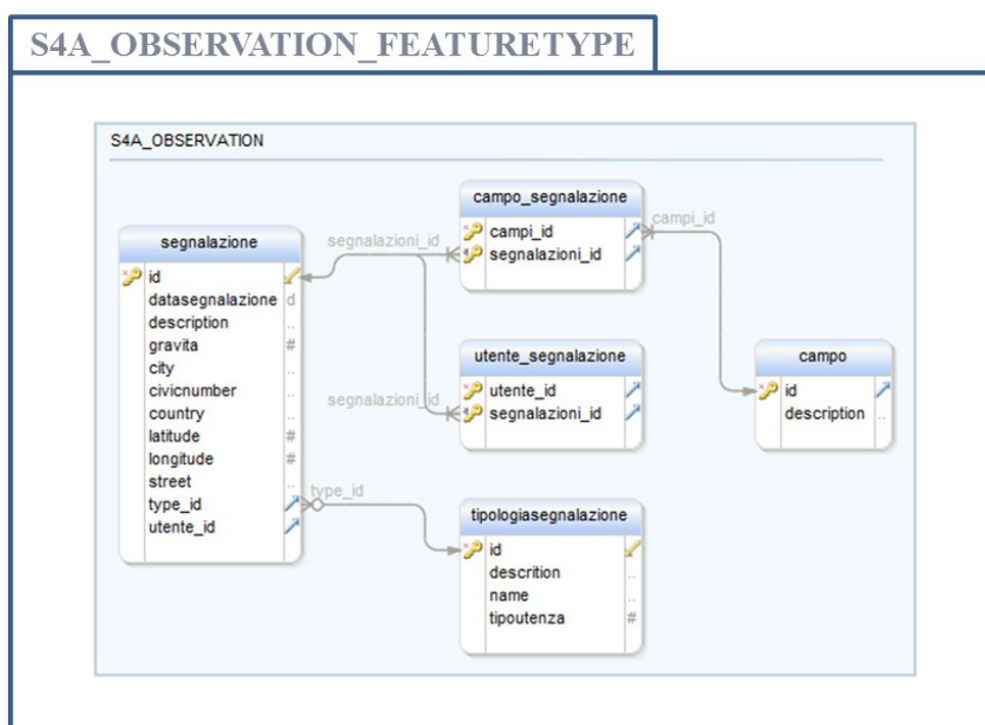 S4A_OBSERVATION_FEATURETYPE
S4A_OBSERVATION
segnalazione
id
datasegnalazione d
description ..
gravita #
city ..
civicnumber ..
country ..
latitude #
longitude #
street ..
type_id
utente_id
segnalazioni_id
segnalazioni_id
type_id
campo_segnalazione
campi_id
segnalazioni_id
campi_id
utente_segnalazione
utente_id
segnalazioni_id
tipologiasegnalazione
id
descrition ..
name ..
tipoutenza #
campo
id
description ..